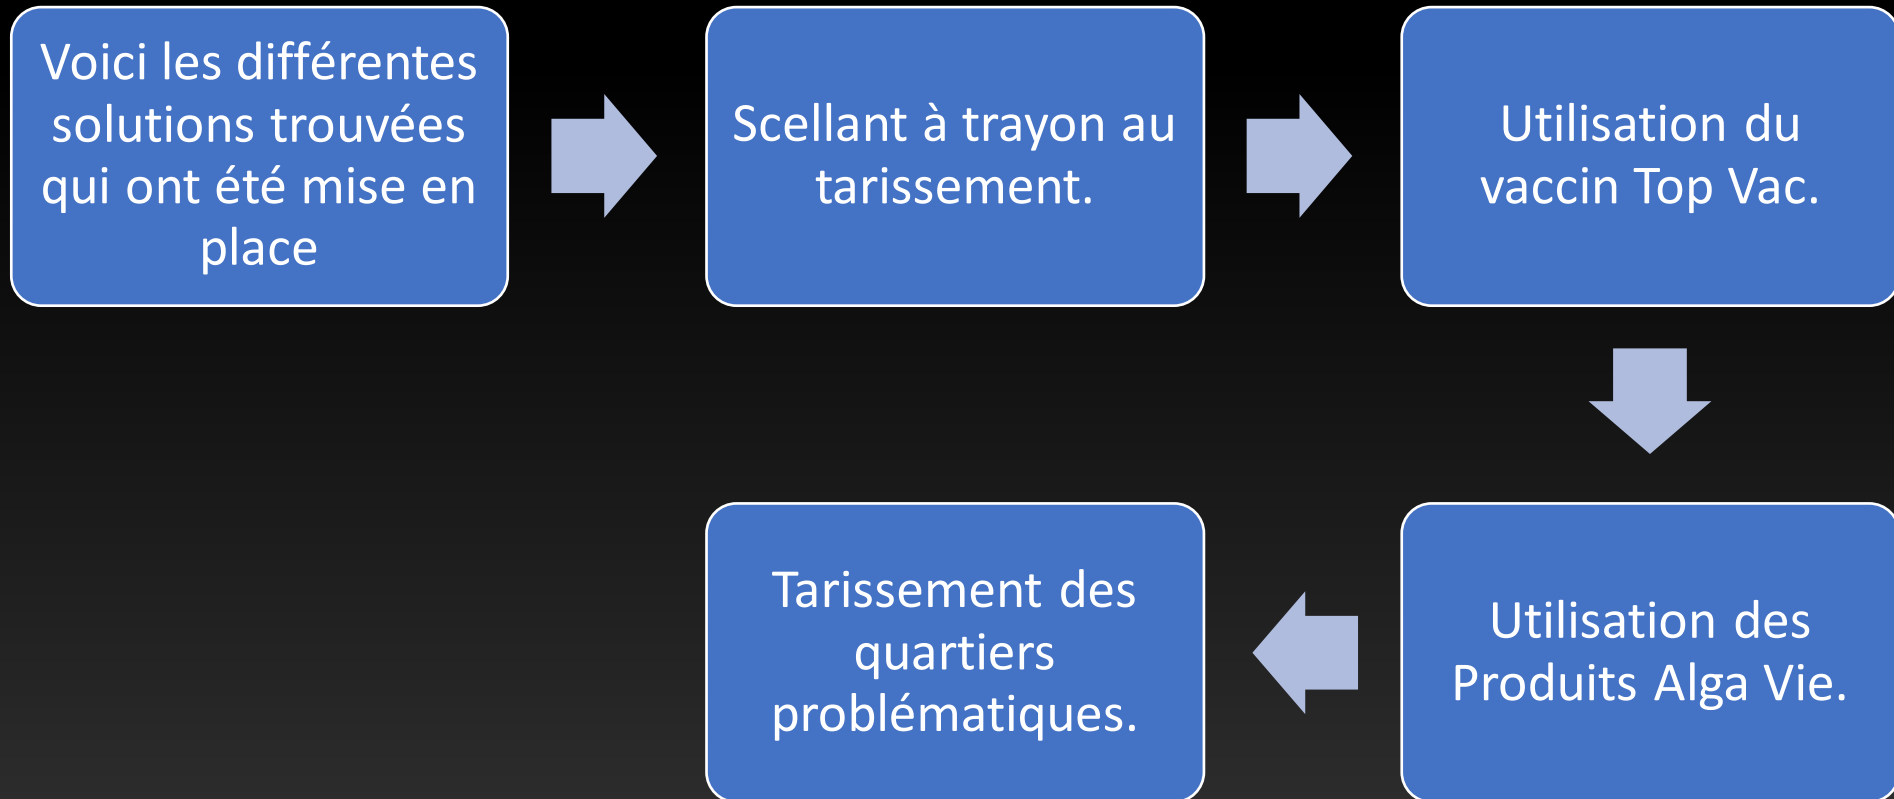 Voici les différentes
solutions trouvées
qui ont été mise en
place
Scellant à trayon au
tarissement.
Utilisation du
vaccin Top Vac.
Utilisation des
Produits Alga Vie.
Tarissement des
quartiers
problématiques.